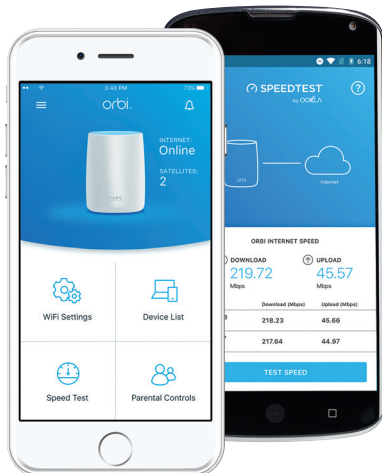 3:40 PM
73%
orbi
INTERNET:
Online
SATELLITES:
2
orbi
WiFi Settings
Device List
Speed Test
Parental Controls
6:18
SPEEDTEST
?
by OOKLA
orbi
Internet
ORBI INTERNET SPEED
DOWNLOAD
UPLOAD
219.72
45.57
Mbps
Mbps
Download (Mbps)
Upload (Mbps)
218.23
45.66
217.64
44.97
TEST SPEED